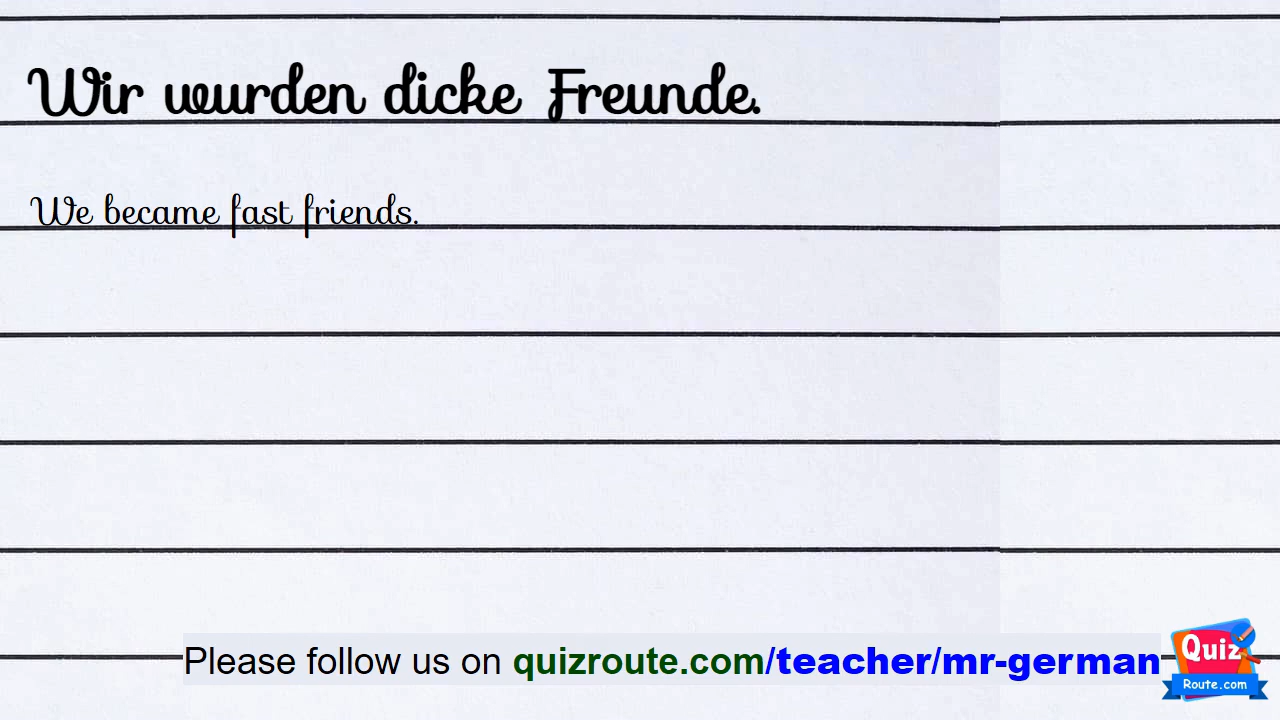 Wir wurden dicke Freunde.
We became fast friends.
Please follow us on quizroute.com/teacher/mr-german
Quiz
Route.com